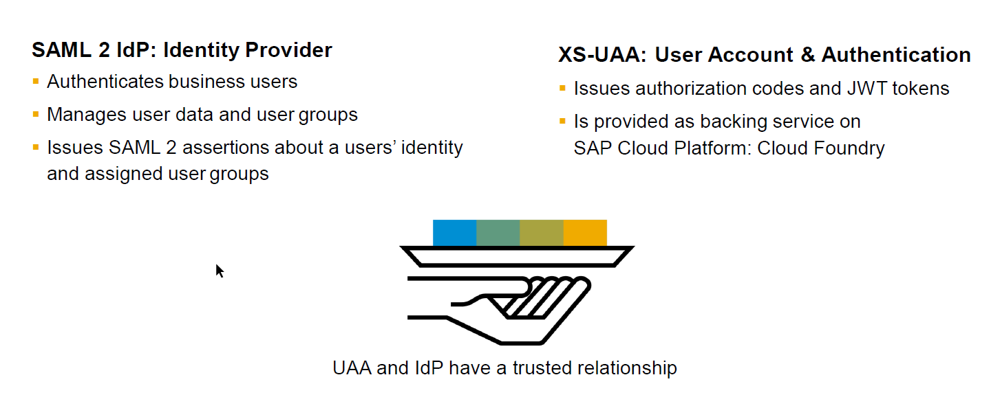 SAML 2 IdP: Identity Provider
Authenticates business users
Manages user data and user groups
Issues SAML 2 assertions about a users’ identity
and assigned user groups
XS-UAA: User Account & Authentication
Issues authorization codes and JWT tokens
Is provided as backing service on
SAP Cloud Platform: Cloud Foundry
UAA and IdP have a trusted relationship